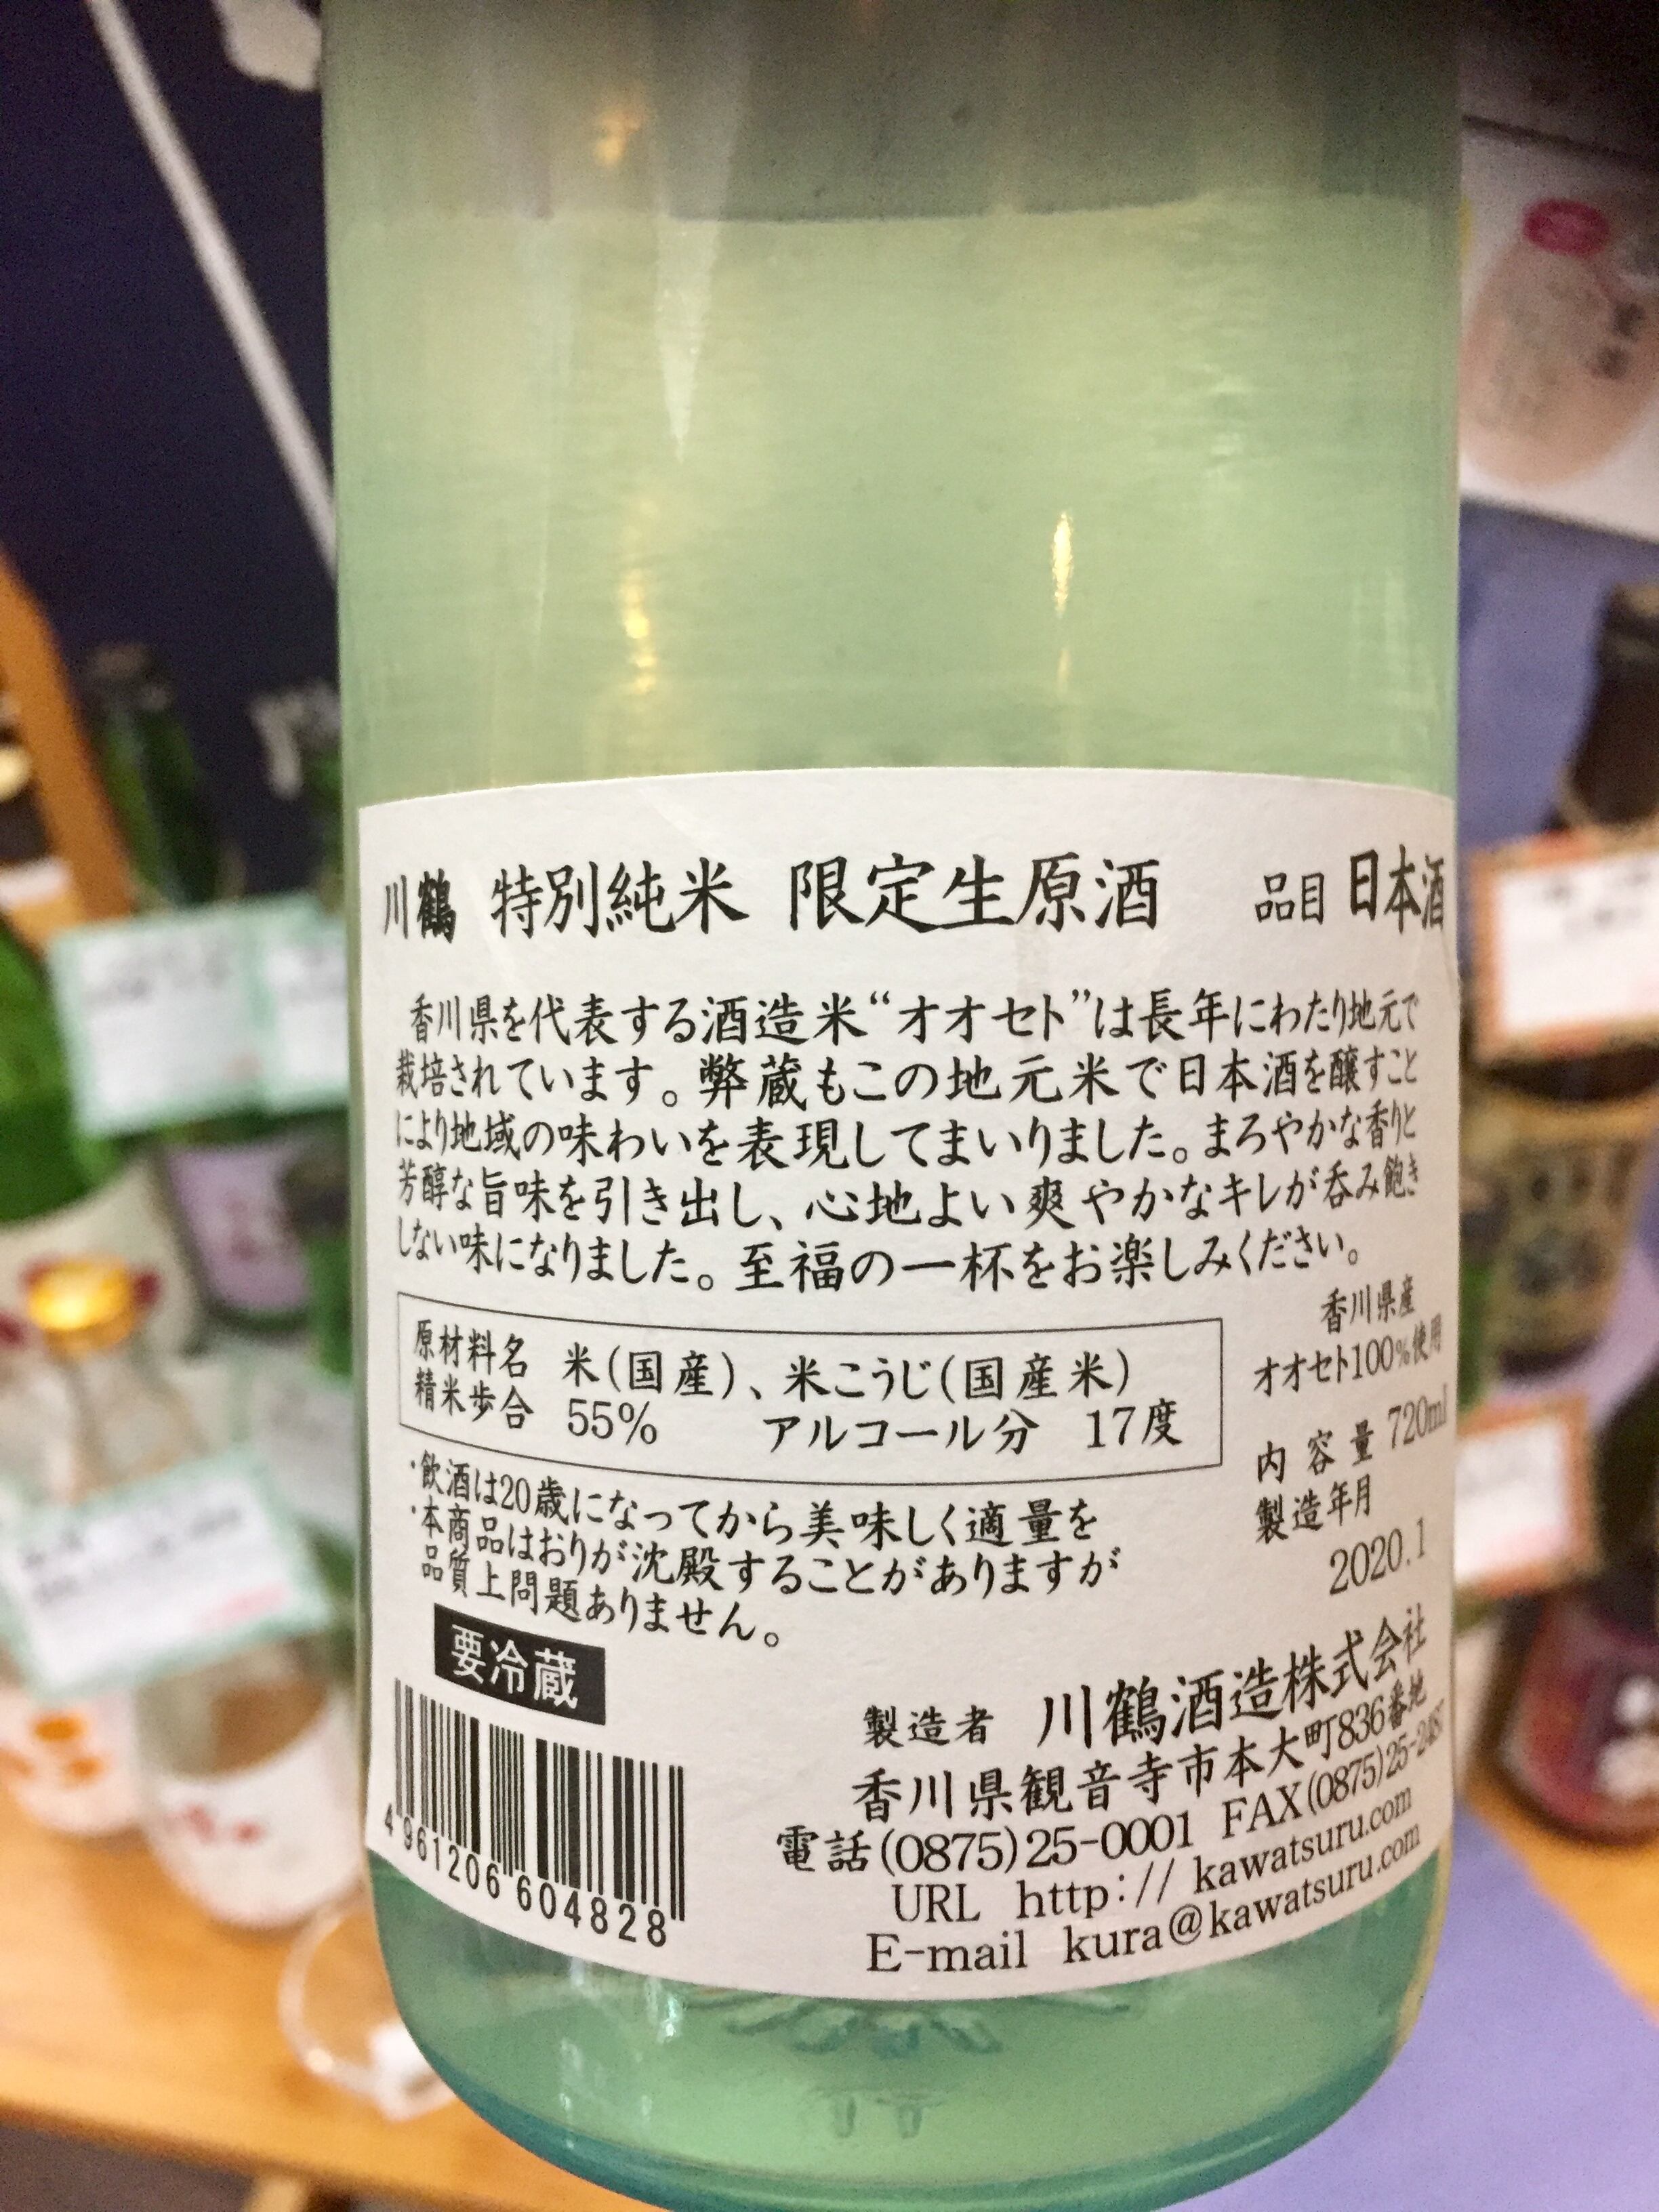 川鶴 特別純米 限定生原酒 品目 日本酒
香川県を代表する酒造米“オオセト”は長年にわたり地元で
栽培されています。弊蔵もこの地元米で日本酒を醸すこと
により地域の味わいを表現してまいりました。まろやかな香りと
芳醇な旨味を引き出し、心地よい爽やかなキレが呑み飽き
しない味になりました。至福の一杯をお楽しみください。
原材料名 米(国産)、米こうじ(国産米)
精米歩合 55% アルコール分 17度
香川県産
オオセト100%使用
内容量 720ml
製造年月
2020.1
・飲酒は20歳になってから美味しく適量を
・本商品はおりが沈殿することがありますが
品質上問題ありません。
要冷蔵
4961206604828
製造者 川鶴酒造株式会社
香川県観音寺市本大町836番地
電話(0875)25-0001 FAX(0875)25-2487
URL http://kawatsuru.com
E-mail kura@kawatsuru.com